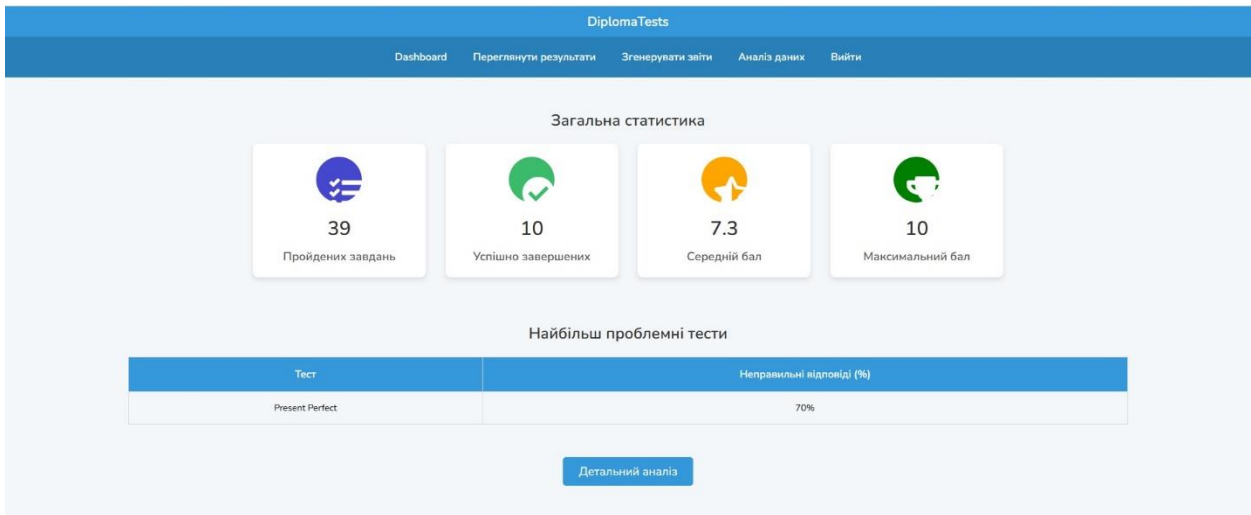 DiplomaTests
Dashboard Переглянути результати Згенерувати звіти Аналіз даних Вийти
Загальна статистика
39 10 7.3 10
Пройдених завдань Успішно завершених Середній бал Максимальний бал
Найбільш проблемні тести
Тест Неправильні відповіді (%)
Present Perfect 70%
Детальний аналіз